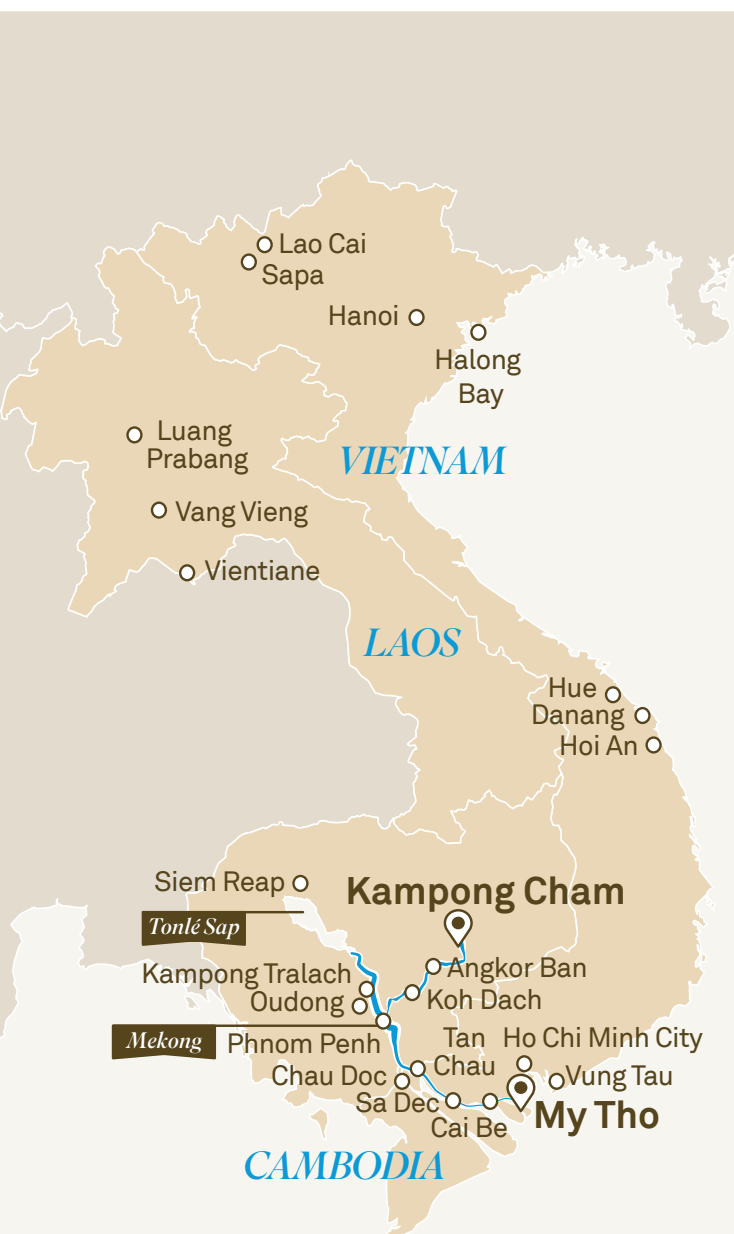 Lao Cai
Sapa
Hanoi
Halong
Bay
Luang
Prabang
VIETNAM
Vang Vieng
Vientiane
LAOS
Hue
Danang
Hoi An
Siem Reap
Kampong Cham
Tonlé Sap
Angkor Ban
Kampong Tralach
Oudong
Koh Dach
Mekong
Phnom Penh
Tan
Chau
Ho Chi Minh City
Chau Doc
Vung Tau
Sa Dec
My Tho
Cai Be
CAMBODIA